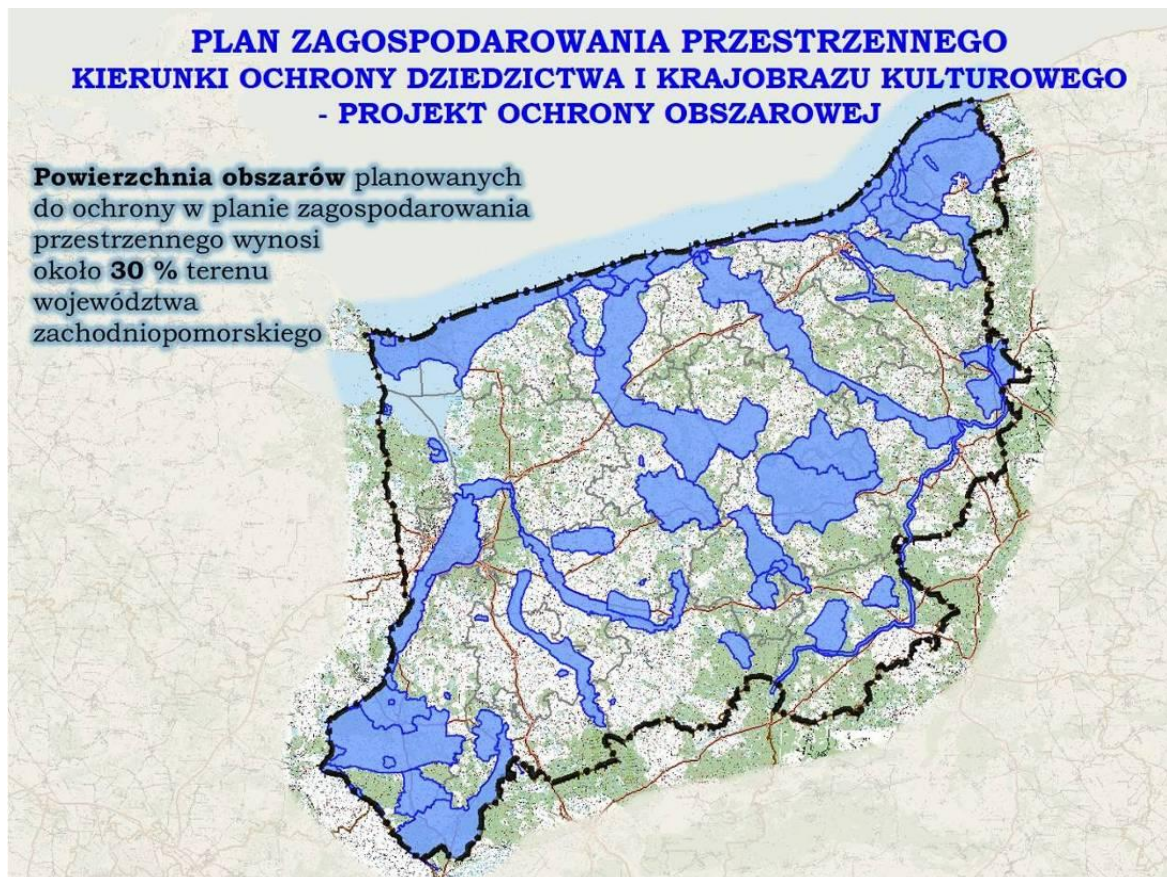 PLAN ZAGOSPODAROWANIA PRZESTRZENNEGO
KIERUNKI OCHRONY DZIEDZICTWA I KRAJOBRAZU KULTUROWEGO
- PROJEKT OCHRONY OBSZAROWEJ
Powierzchnia obszarów planowanych
do ochrony w planie zagospodarowania
przestrzennego wynosi
około 30 % terenu
województwa
zachodniopomorskiego